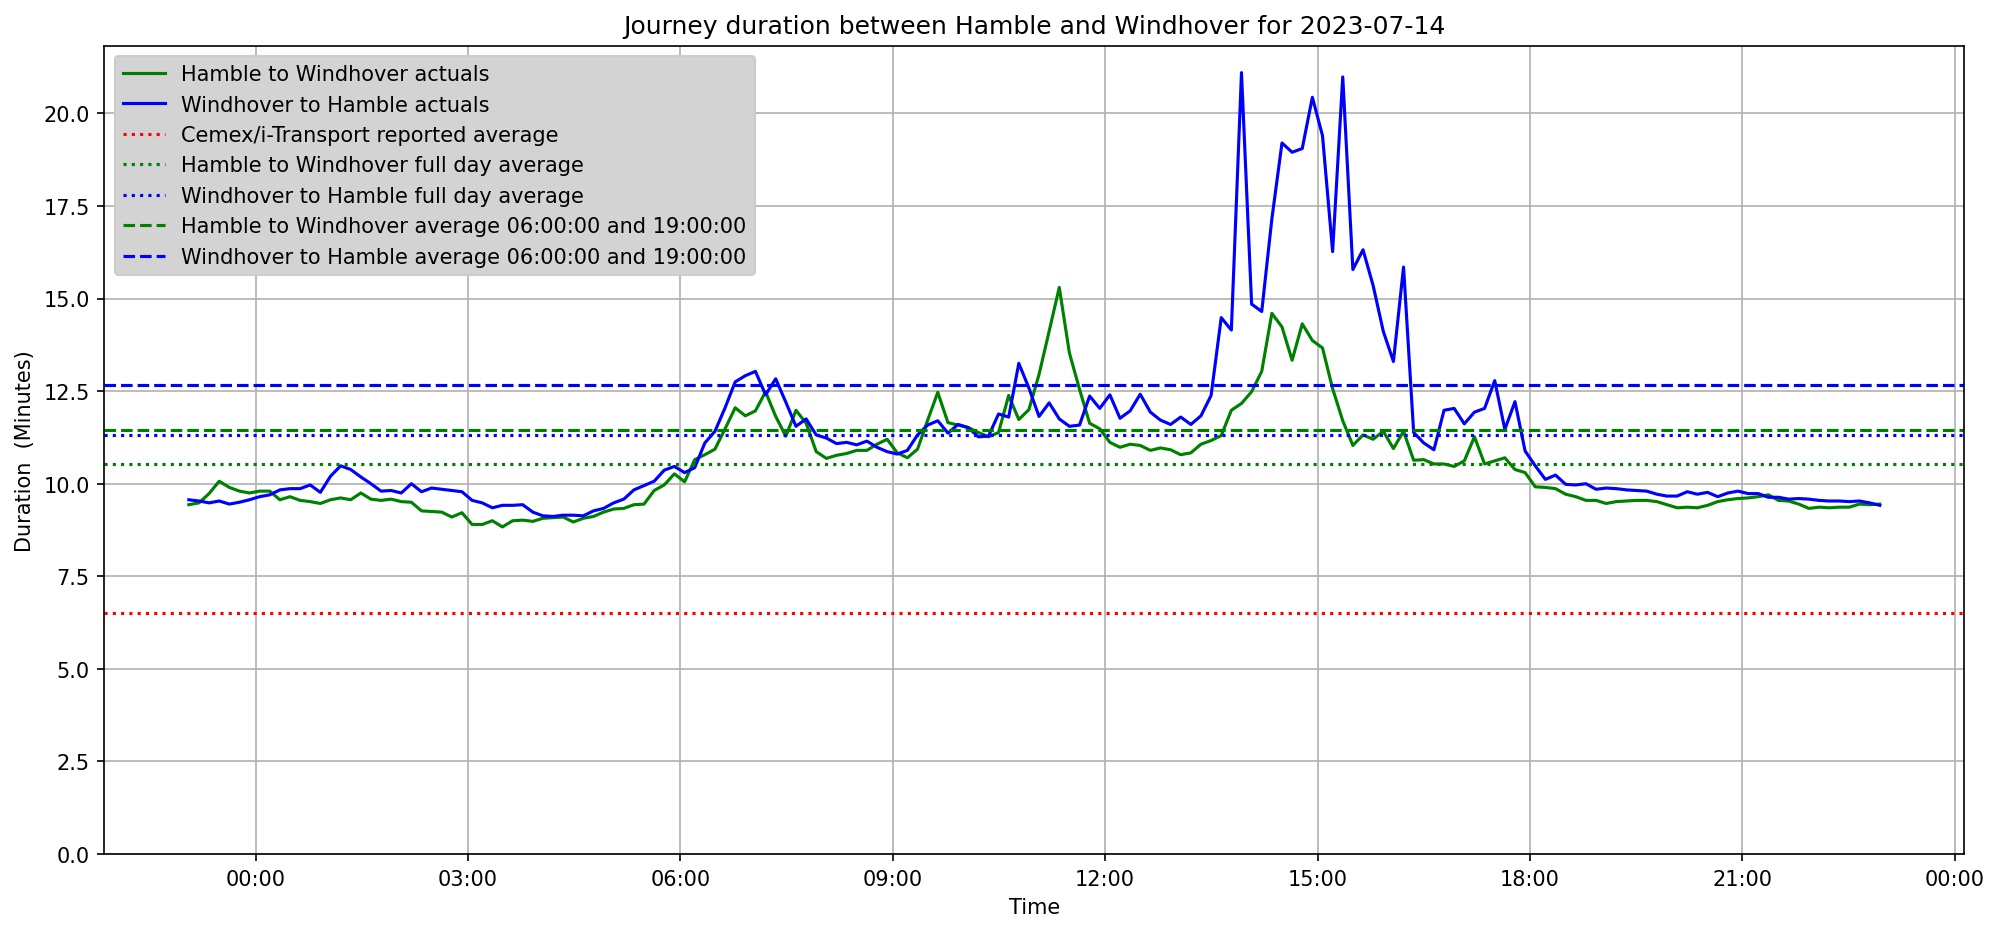 Journey duration between Hamble and Windhover for 2023-07-14
Hamble to Windhover actuals
Windhover to Hamble actuals
Cemex/i-Transport reported average
Hamble to Windhover full day average
Windhover to Hamble full day average
Hamble to Windhover average 06:00:00 and 19:00:00
Windhover to Hamble average 06:00:00 and 19:00:00
Duration  (Minutes)
20.0
17.5
15.0
12.5
10.0
7.5
5.0
2.5
0.0
00:00 03:00 06:00 09:00 12:00 15:00 18:00 21:00 00:00
Time